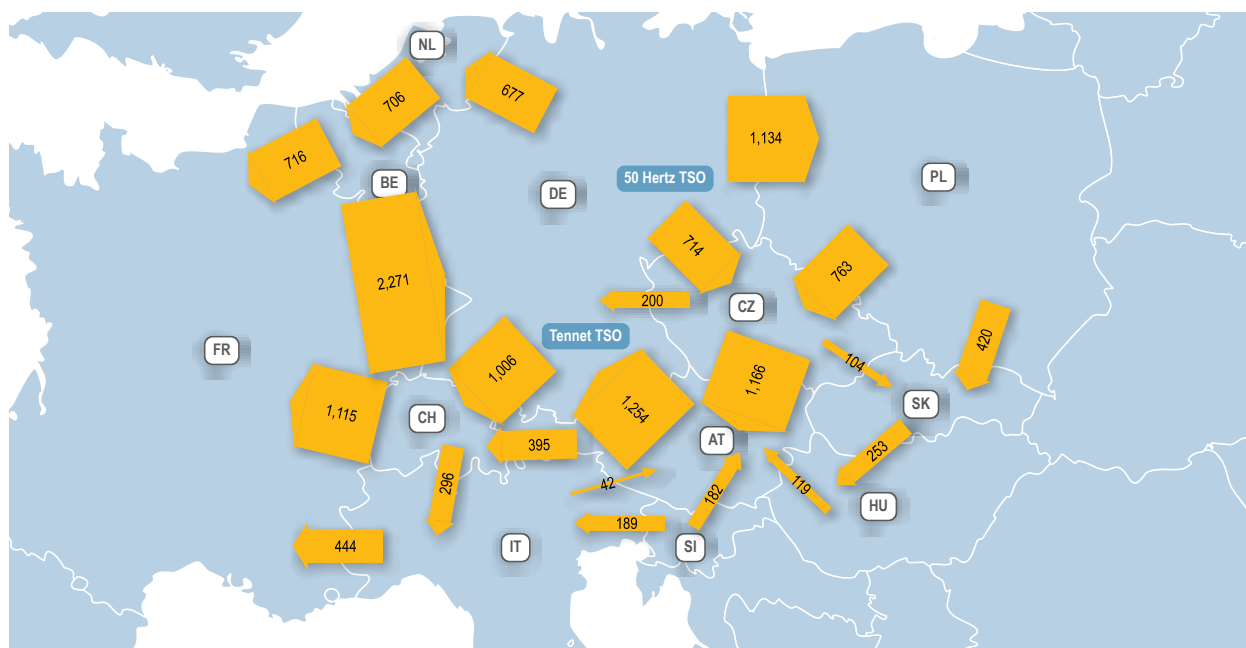 NL
706
677
716
1,134
BE
DE
50 Hertz TSO
PL
714
763
2,271
200
CZ
Tennet TSO
420
FR
1,006
104
1,166
SK
1,115
CH
1,254
AT
395
253
296
42
182
119
HU
189
444
IT
SI